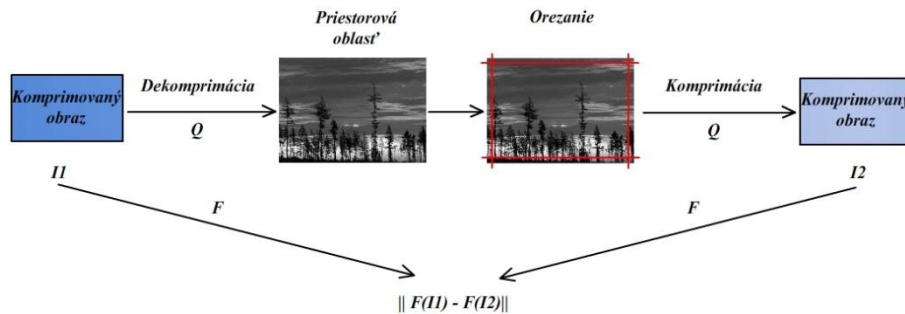 Priestorová
oblasť
Orezanie
Komprimovaný
obraz
Dekomprimácia
Q
Komprimácia
Q
Komprimovaný
obraz
I1
I2
F
F
|| F(I1) - F(I2)||